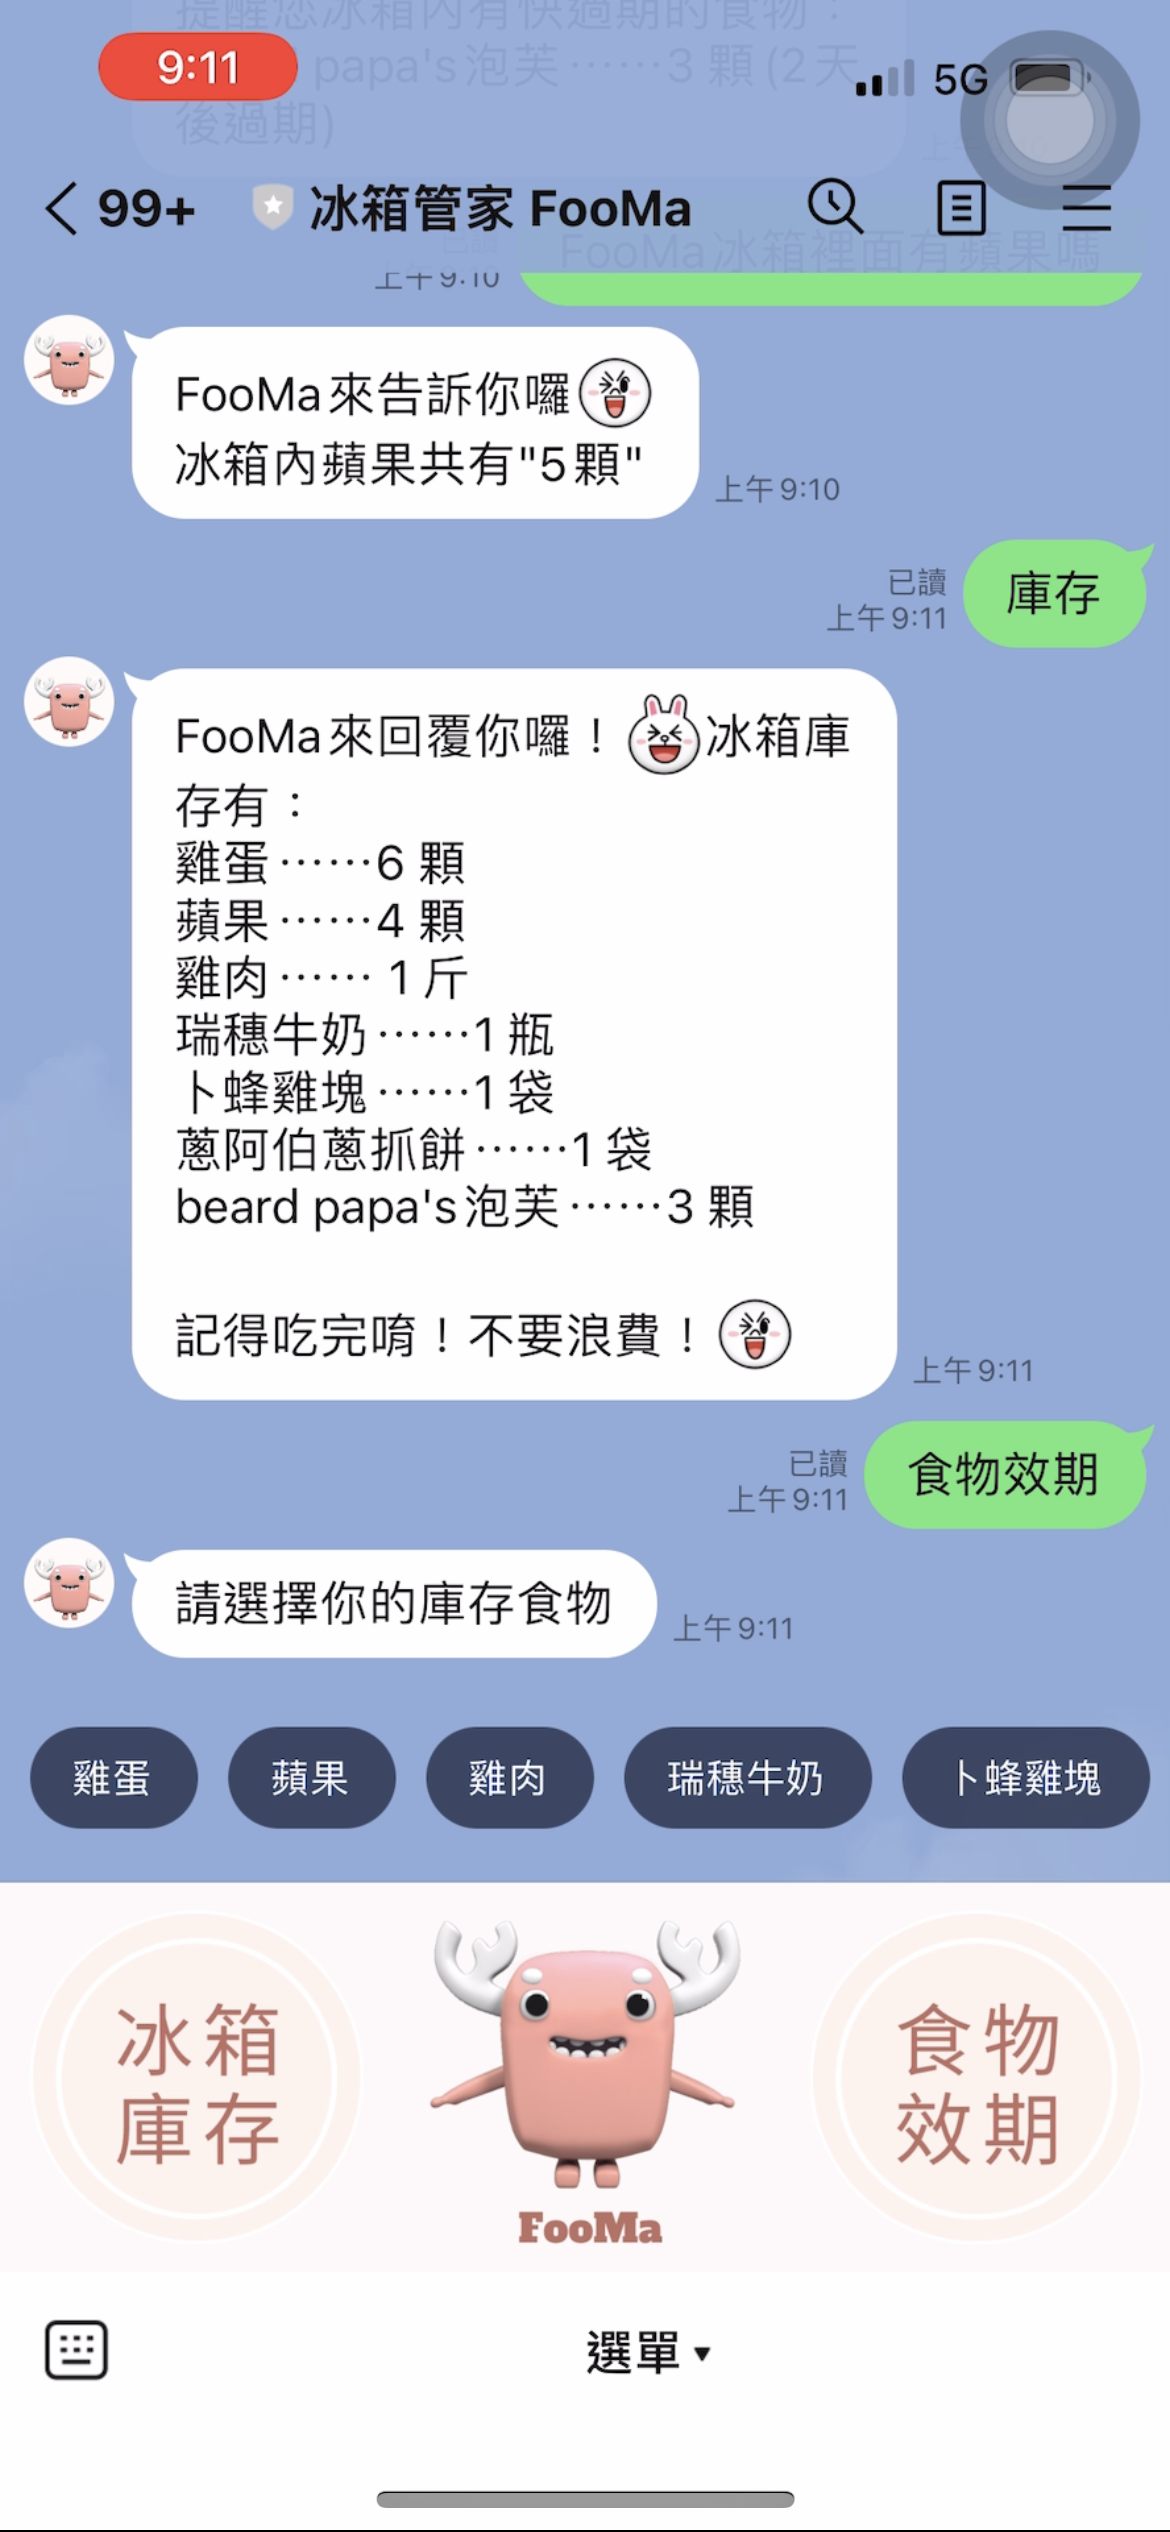 提醒您冰箱內有快過期的食物：
9:11
papa's泡芙⋯⋯3 顆 (2天
5G
後過期)
99+
冰箱管家 FooMa
已讀
FooMa冰箱裡面有蘋果嗎
上午9:10
FooMa來告訴你囉
冰箱內蘋果共有"5顆"
上午9:10
已讀
上午9:11
庫存
FooMa來回覆你囉！冰箱庫
存有：
雞蛋⋯⋯6 顆
蘋果⋯⋯4 顆
雞肉⋯⋯ 1 斤
瑞穗牛奶⋯⋯1 瓶
卜蜂雞塊⋯⋯1 袋
蔥阿伯蔥抓餅⋯⋯1 袋
beard papa's泡芙⋯⋯3 顆
記得吃完唷！不要浪費！
上午9:11
已讀
上午9:11
食物效期
請選擇你的庫存食物
上午9:11
雞蛋
蘋果
雞肉
瑞穗牛奶
卜蜂雞塊
冰箱
庫存
FooMa
食物
效期
選單